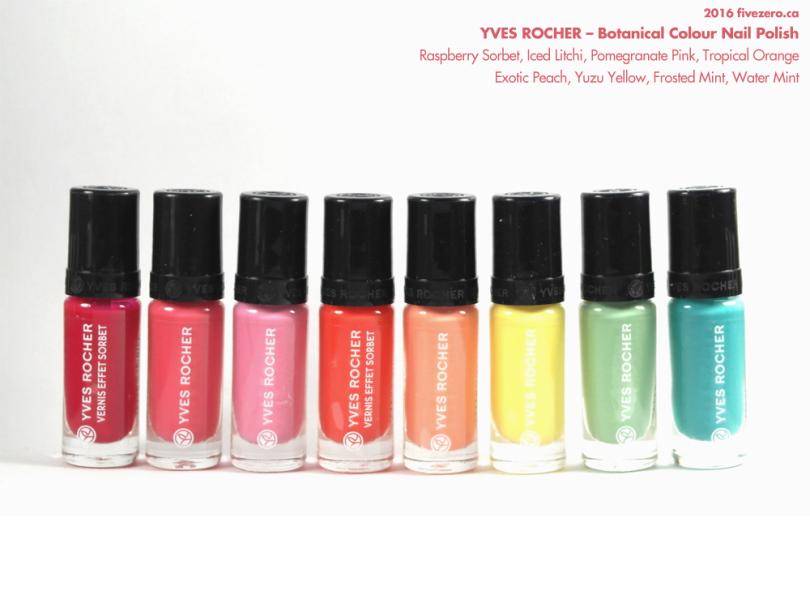 2016 fivezero.ca
YVES ROCHER – Botanical Colour Nail Polish
Raspberry Sorbet, Iced Litchi, Pomegranate Pink, Tropical Orange
Exotic Peach, Yuzu Yellow, Frosted Mint, Water Mint
YVES ROCHER
VERNIS EFFET SORBET
YVES ROCHER
YVES ROCHER
YVES ROCHER
VERNIS EFFET SORBET
YVES ROCHER
YVES ROCHER
YVES ROCHER
YVES ROCHER